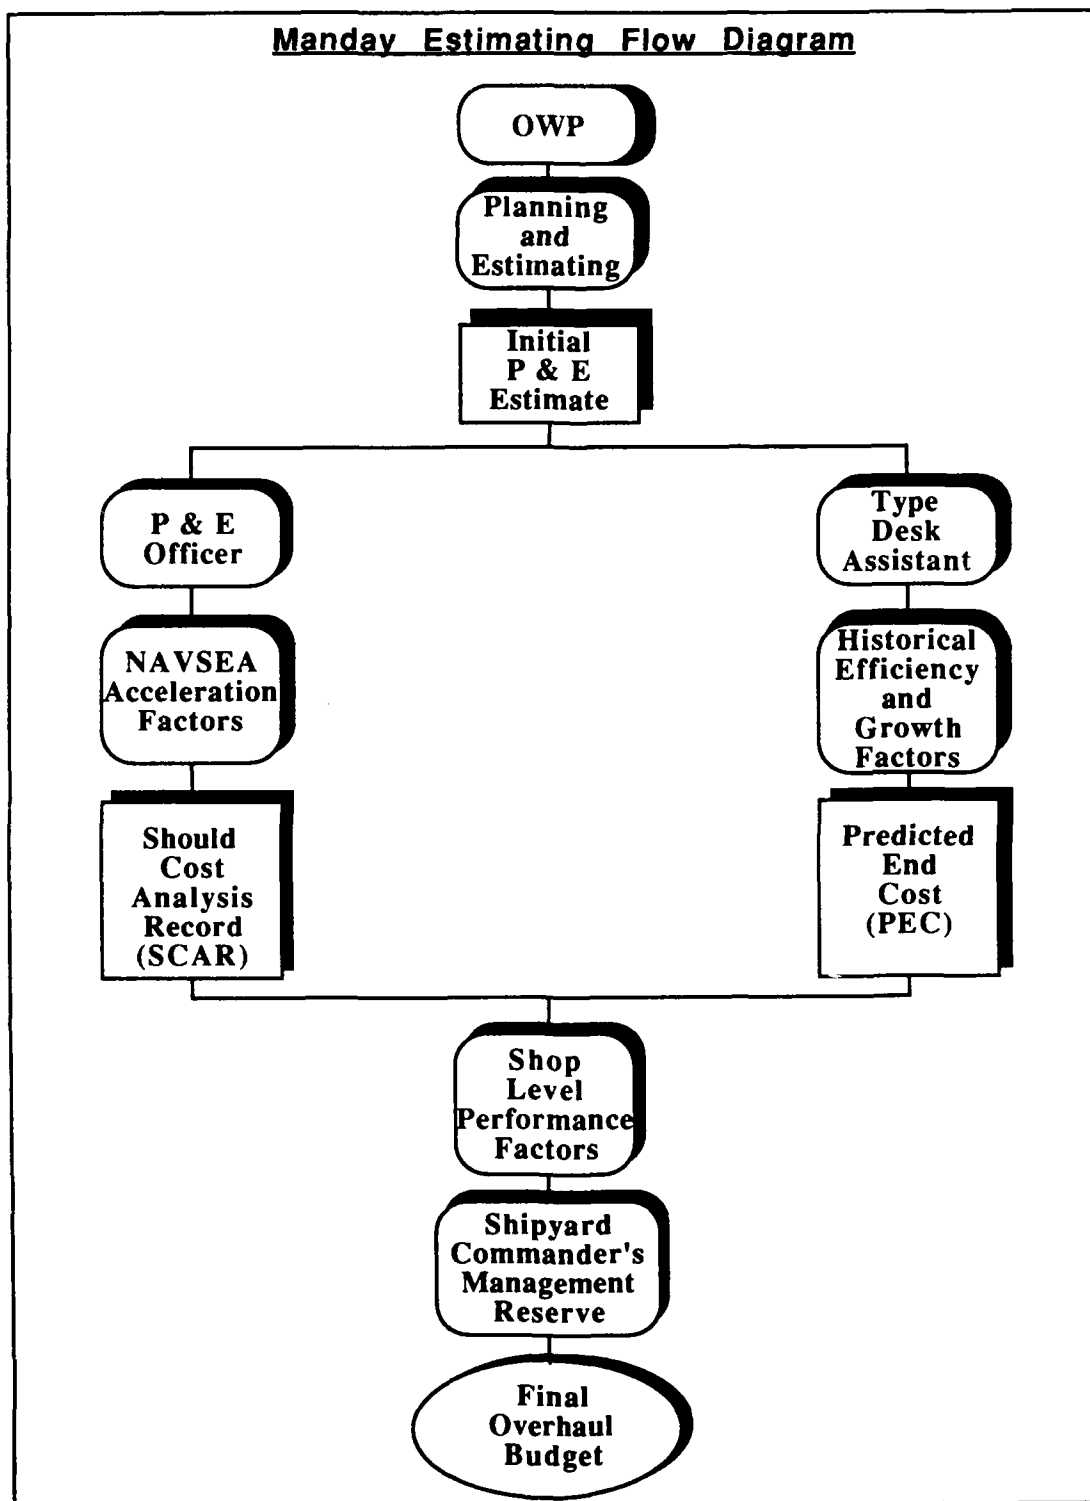 Manday Estimating Flow Diagram
OWP
Planning
and
Estimating
Initial
P & E
Estimate
P & E
Officer
NAVSEA
Acceleration
Factors
Should
Cost
Analysis
Record
(SCAR)
Type
Desk
Assistant
Historical
Efficiency
and
Growth
Factors
Predicted
End
Cost
(PEC)
Shop
Level
Performance
Factors
Shipyard
Commander's
Management
Reserve
Final
Overhaul
Budget